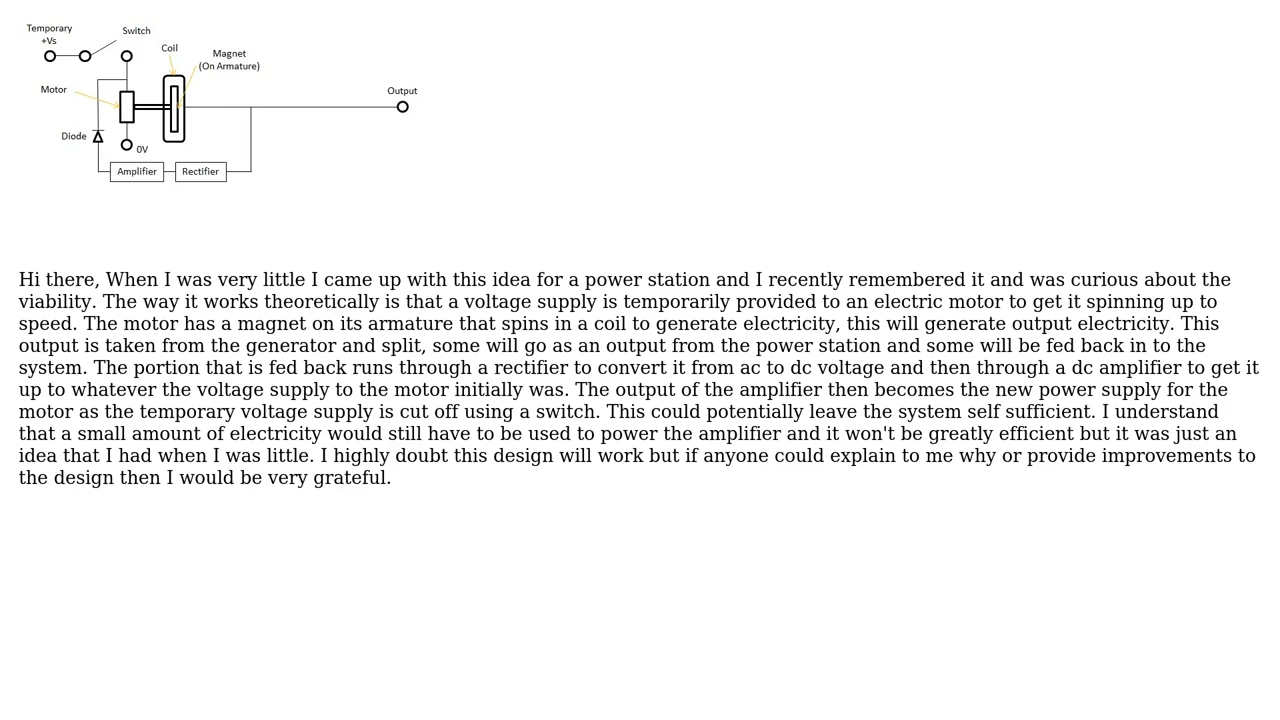 Temporary
+Vs
Switch
Coil
Magnet
(On Armature)
Motor
Output
Diode
0V
Amplifier
Rectifier
Hi there, When I was very little I came up with this idea for a power station and I recently remembered it and was curious about the
viability. The way it works theoretically is that a voltage supply is temporarily provided to an electric motor to get it spinning up to
speed. The motor has a magnet on its armature that spins in a coil to generate electricity, this will generate output electricity. This
output is taken from the generator and split, some will go as an output from the power station and some will be fed back in to the
system. The portion that is fed back runs through a rectifier to convert it from ac to dc voltage and then through a dc amplifier to get it
up to whatever the voltage supply to the motor initially was. The output of the amplifier then becomes the new power supply for the
motor as the temporary voltage supply is cut off using a switch. This could potentially leave the system self sufficient. I understand
that a small amount of electricity would still have to be used to power the amplifier and it won't be greatly efficient but it was just an
idea that I had when I was little. I highly doubt this design will work but if anyone could explain to me why or provide improvements to
the design then I would be very grateful.